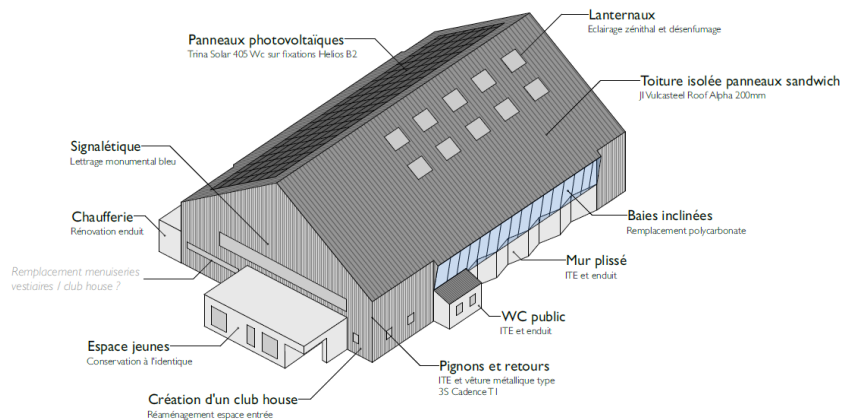 Lanternaux
Eclairage zénithal et désenfumage
Panneaux photovoltaïques
Trina Solar 405 Wc sur fixations Helios B2
Toiture isolée panneaux sandwich
JI Vulcasteel Roof Alpha 200mm
Signalétique
Lettrage monumental bleu
Chaufferie
Rénovation enduit
Baies inclinées
Remplacement polycarbonate
Remplacement menuiseries
vestiaires / club house ?
Mur plissé
ITE et enduit
WC public
ITE et enduit
Espace jeunes
Conservation à l'identique
Pignons et retours
ITE et vêture métallique type
3S Cadence T1
Création d'un club house
Réaménagement espace entrée